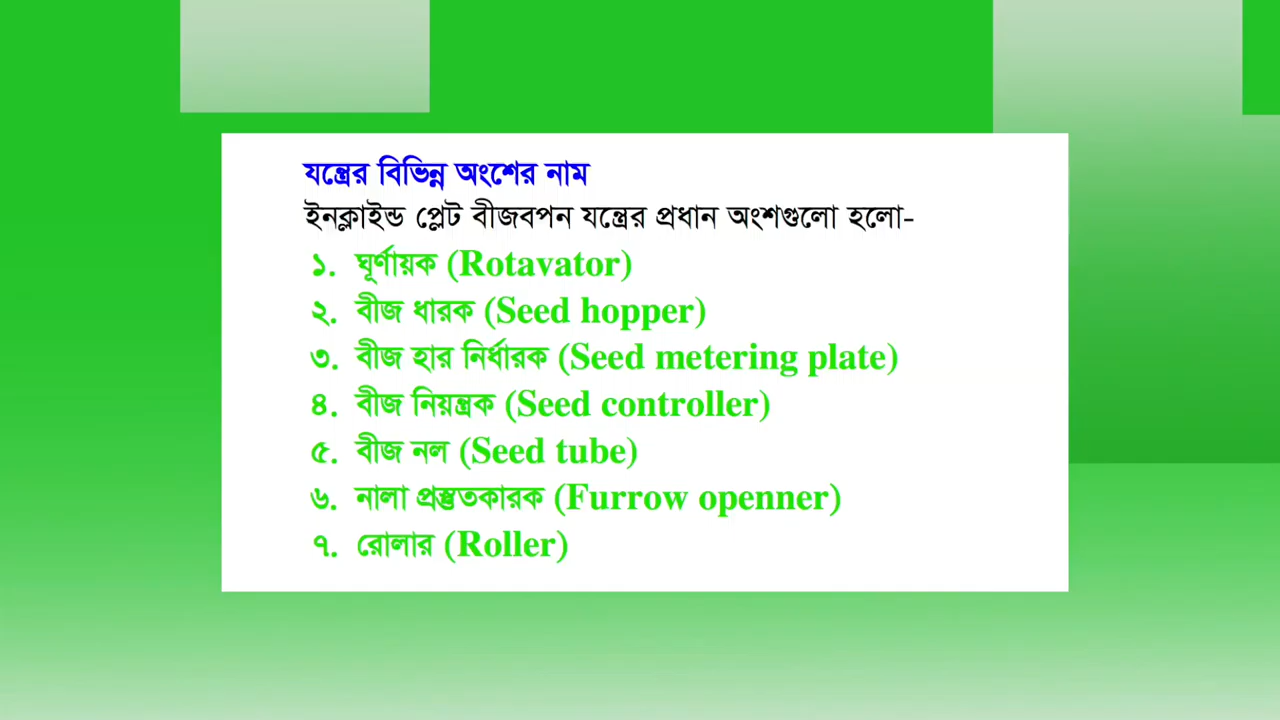 যন্ত্রের বিভিন্ন অংশের নাম
ইনক্লাইন্ড প্লেট বীজবপন যন্ত্রের প্রধান অংশগুলো হলো-
১. ঘূর্ণায়ক (Rotavator)
২. বীজ ধারক (Seed hopper)
৩. বীজ হার নির্ধারক (Seed metering plate)
৪. বীজ নিয়ন্ত্রক (Seed controller)
৫. বীজ নল (Seed tube)
৬. নালা প্রস্তুতকারক (Furrow openner)
৭. রোলার (Roller)